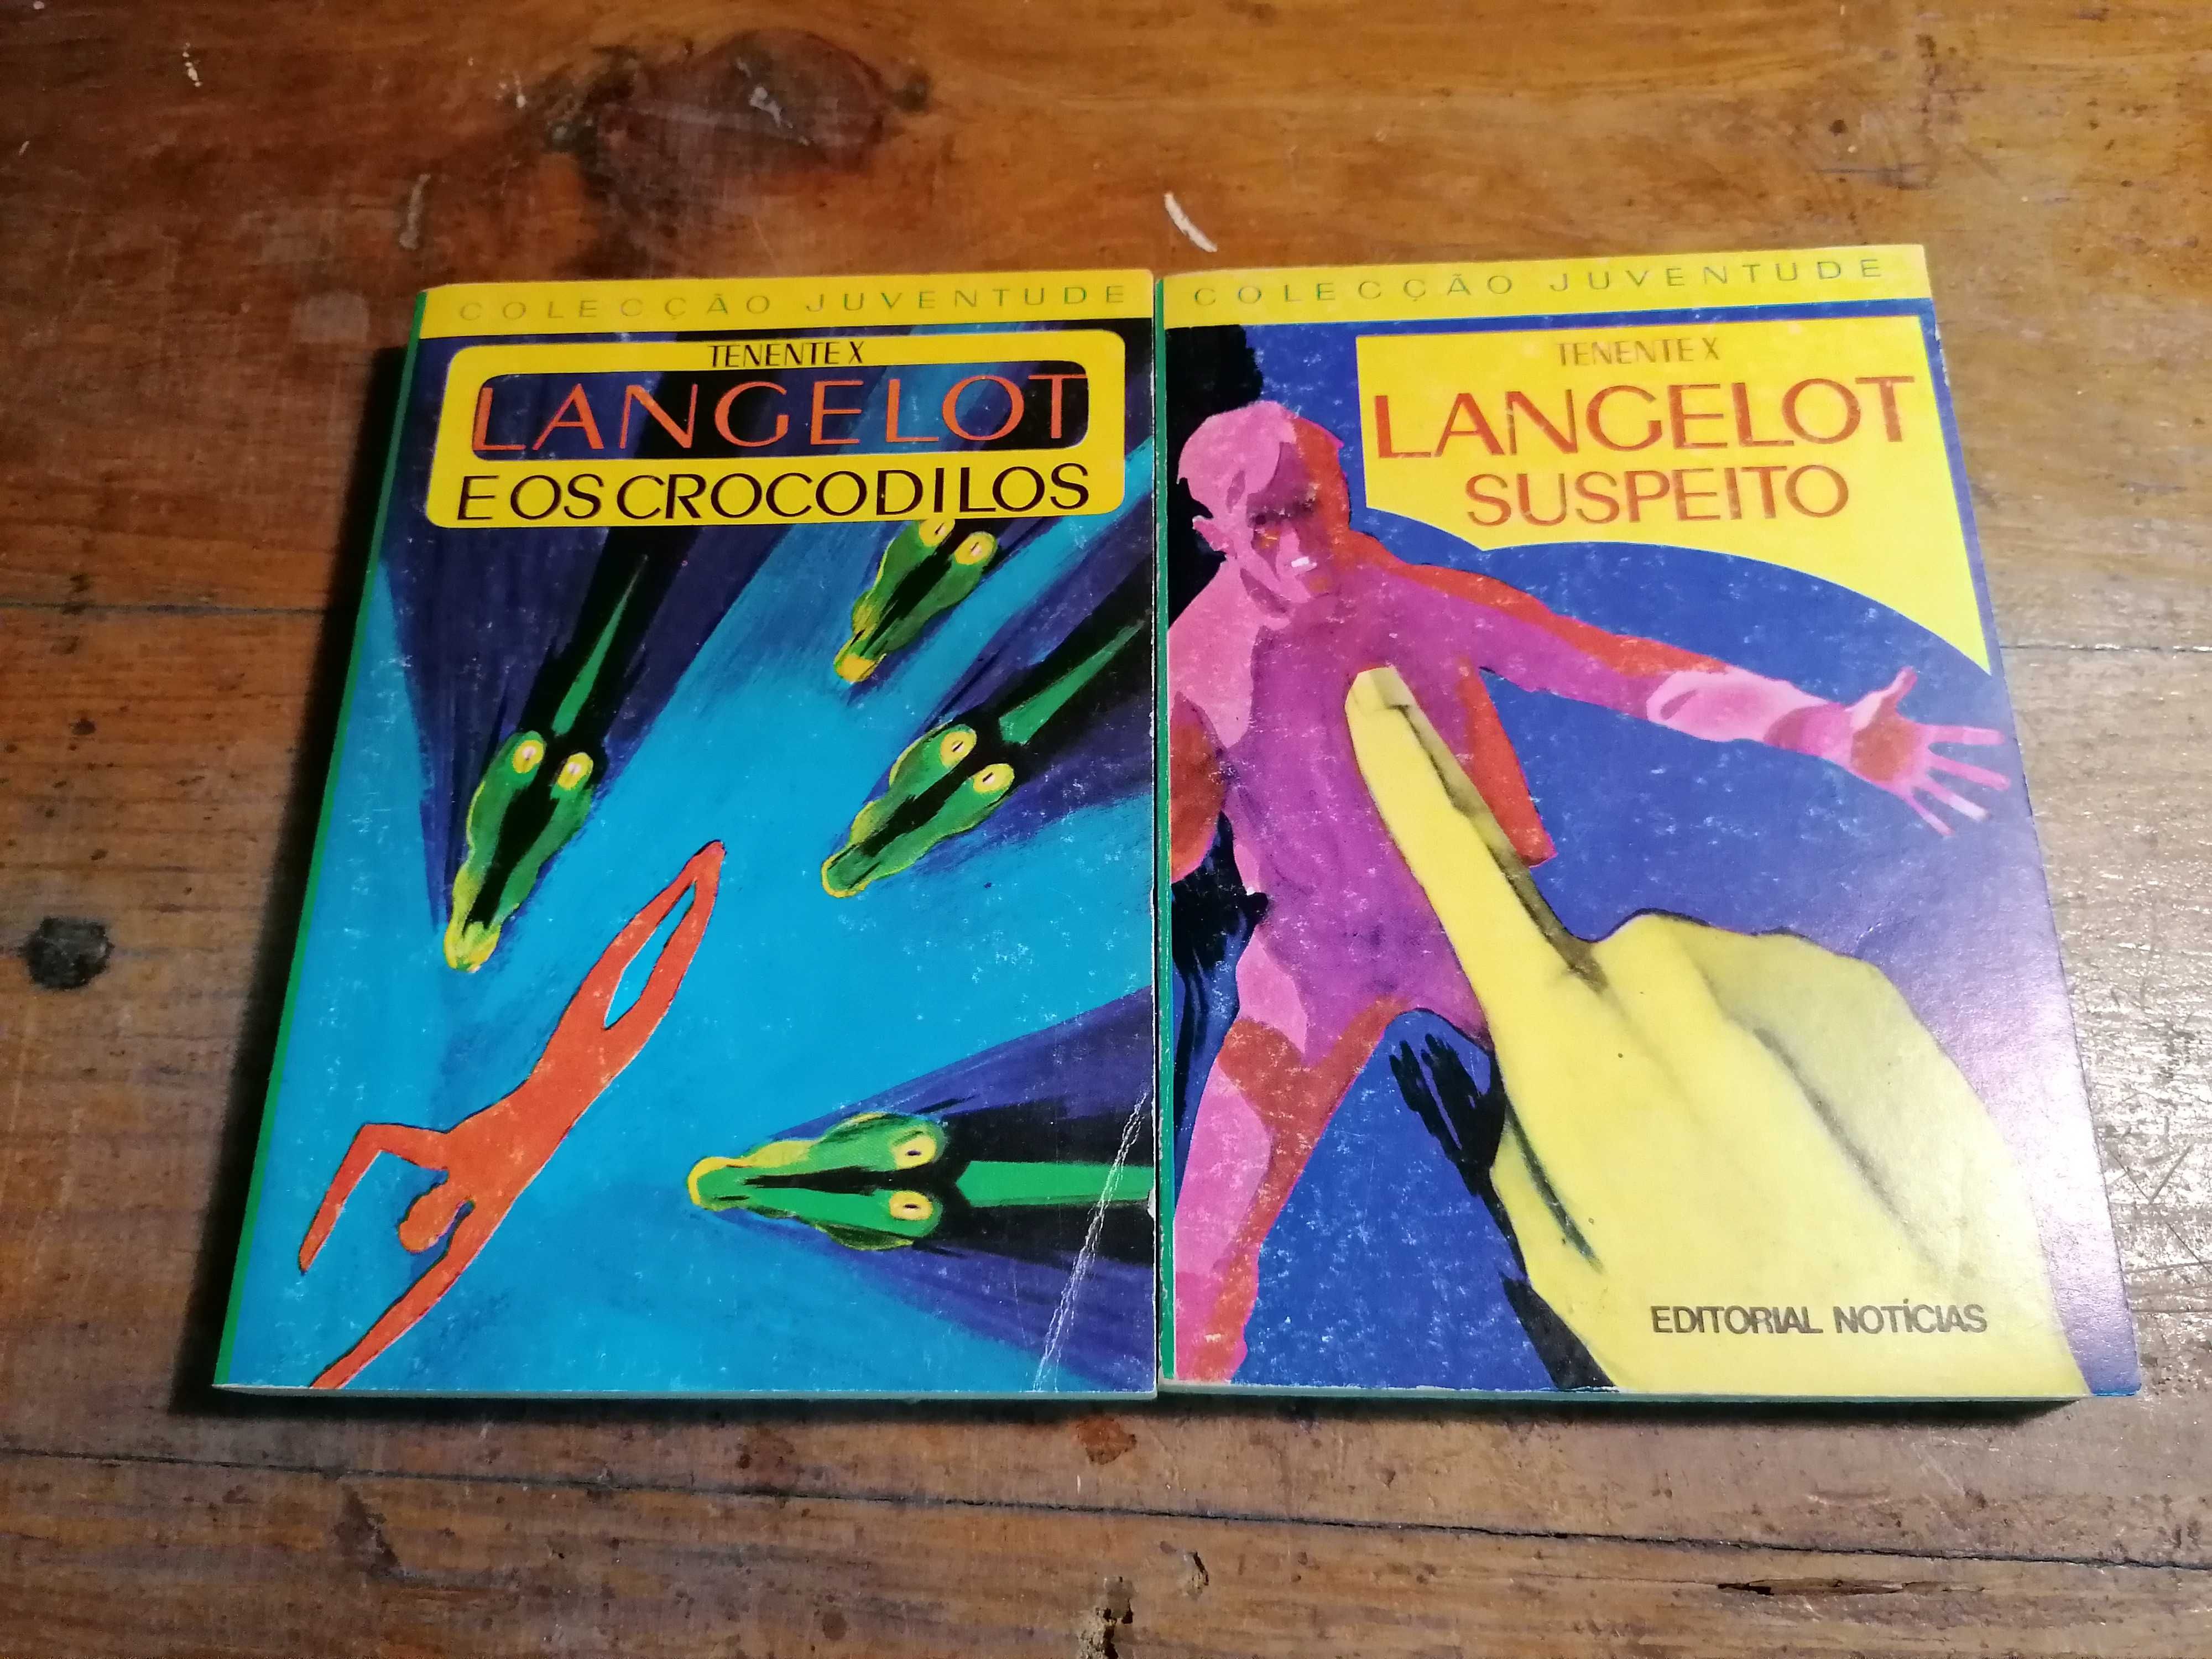 COLECÇÃO JUVENTUDE
TENENTE X
LANGELOT
E OS CROCODILOS
COLECÇÃO JUVENTUDE
TENENTE X
LANGELOT
SUSPEITO
EDITORIAL NOTÍCIAS